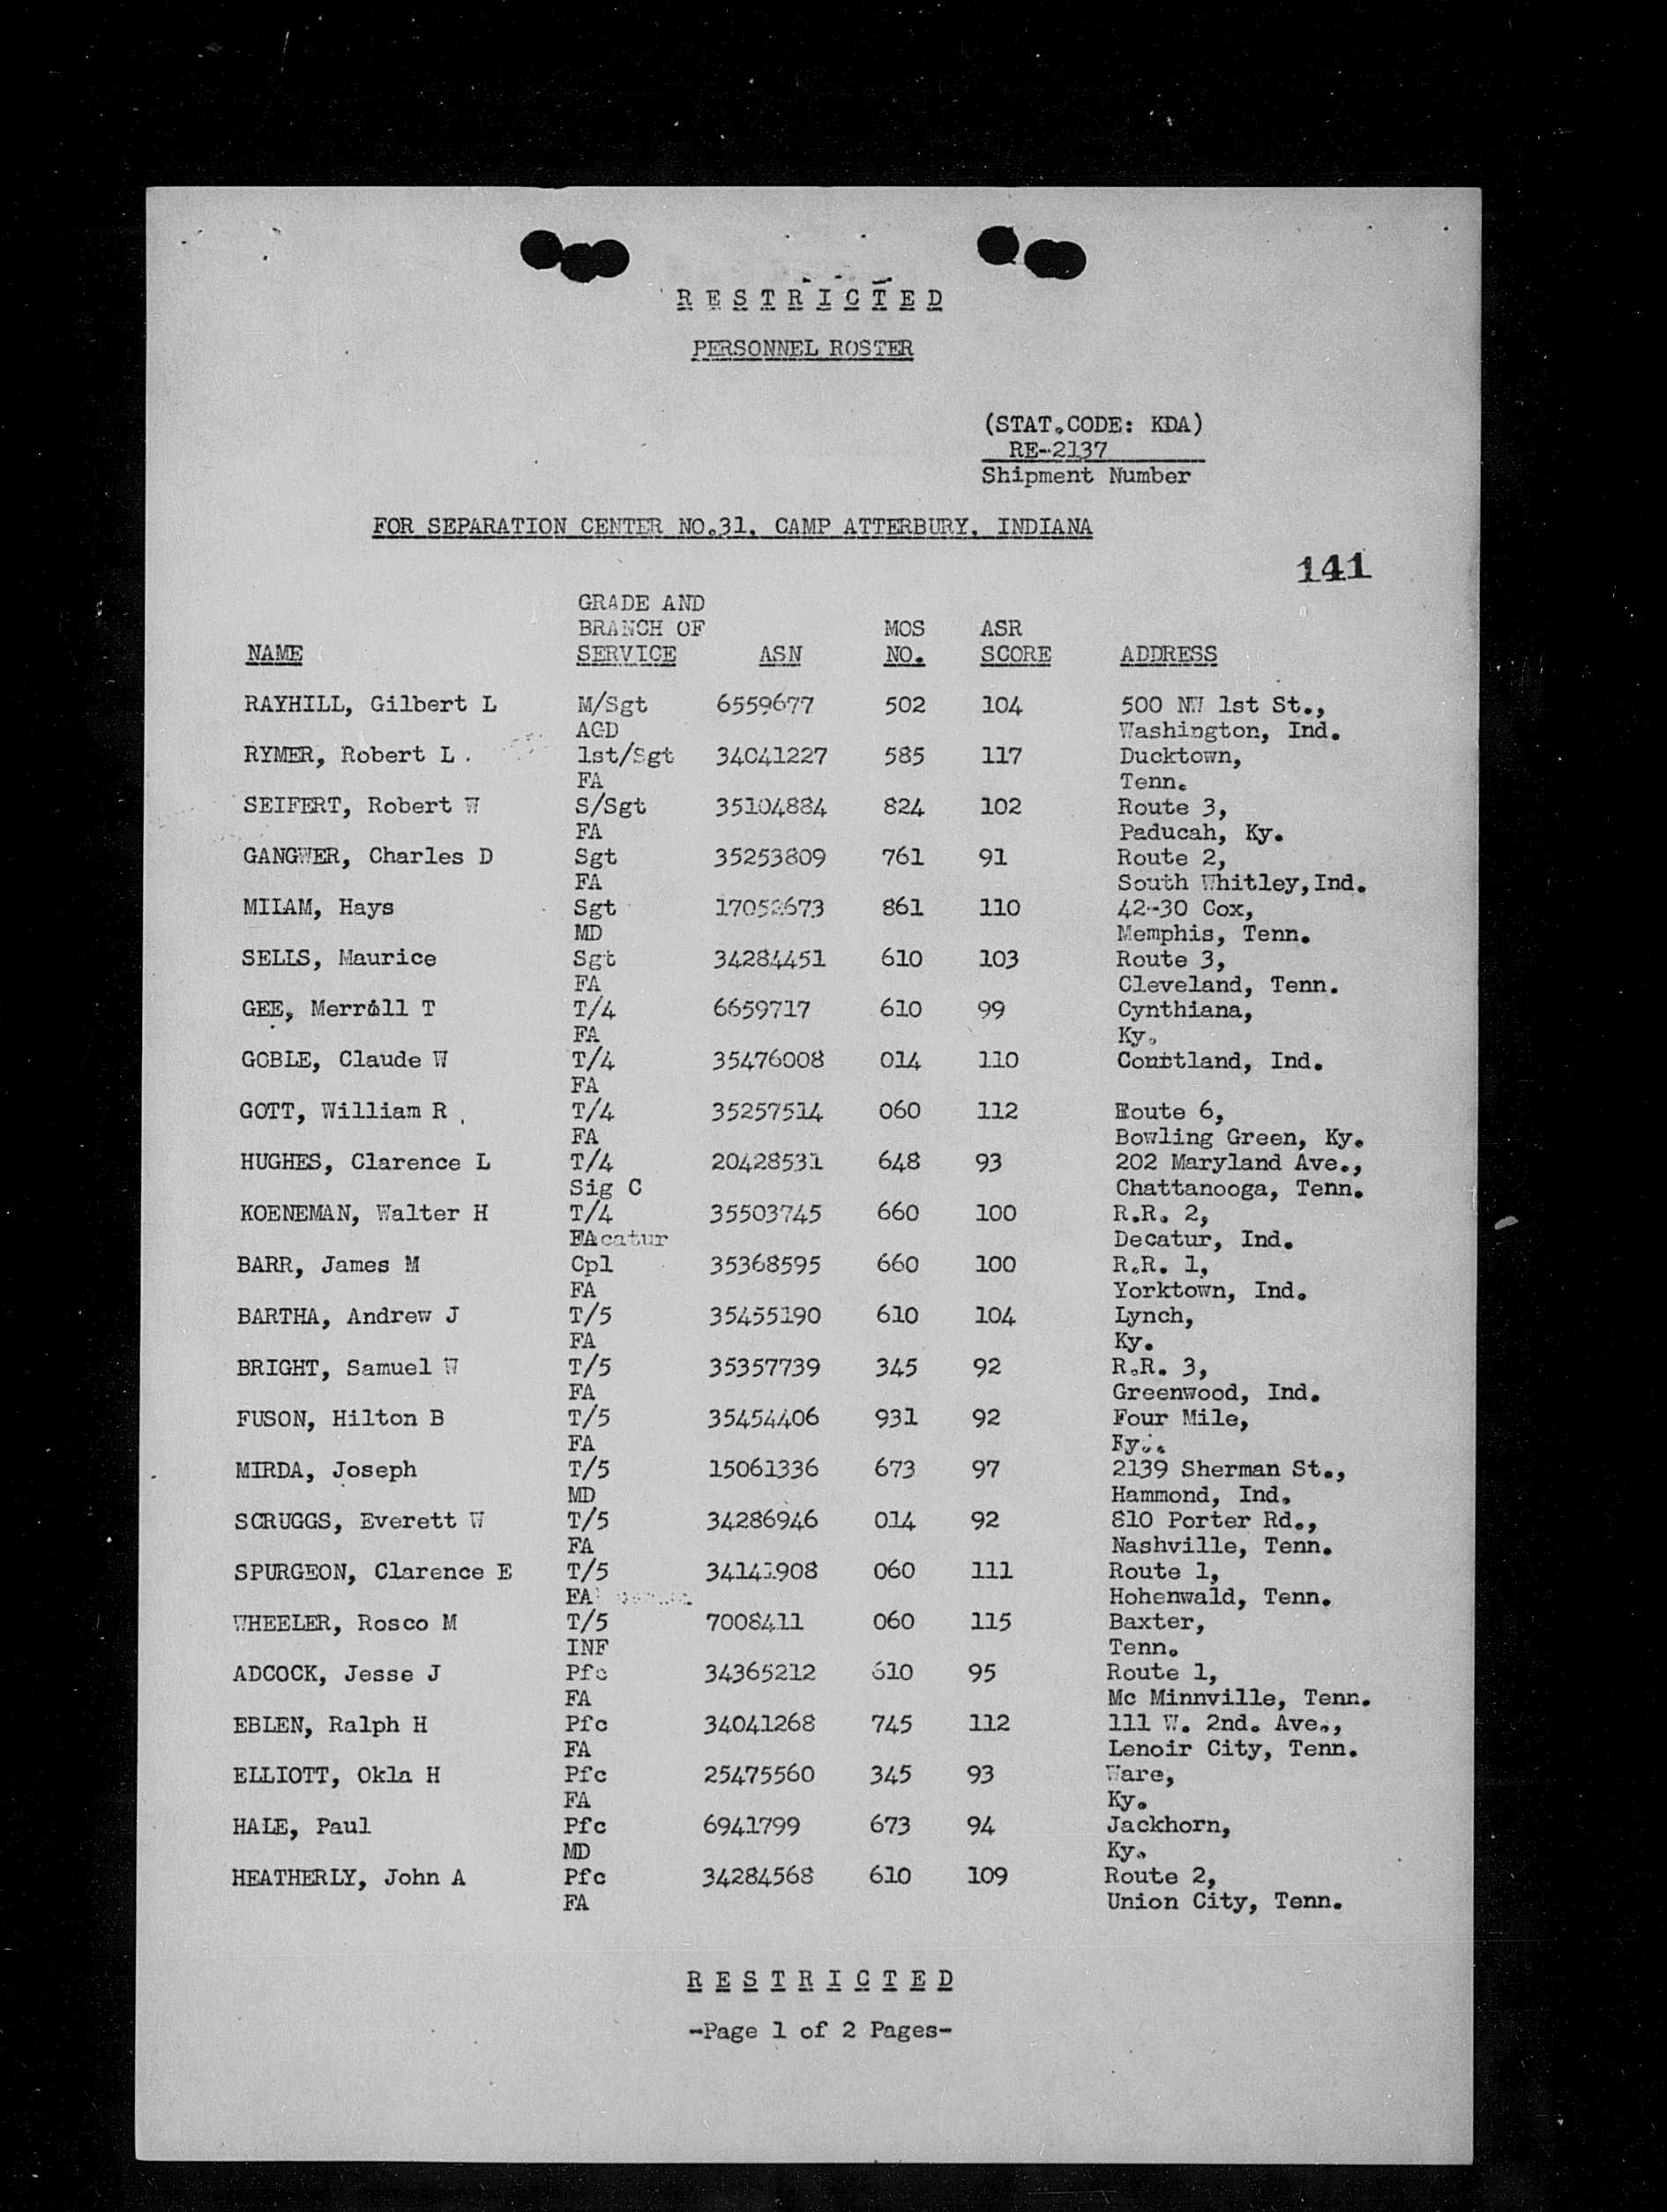 RESTRICTED
PERSONNEL ROSTER
(STAT.CODE: KDA)
RE-2137
Shipment Number
FOR SEPARATION CENTER NO.31, CAMP ATTERBURY, INDIANA
141
GRADE AND
BRANCH OF MOS ASR
NAME SERVICE ASN NO. SCORE ADDRESS
RAYHILL, Gilbert L M/Sgt 6559677 502 104 500 NW 1st St.,
AGD Washington, Ind.
RYMER, Robert L. 1st/Sgt 34041227 585 117 Ducktown,
FA Tenn.
SEIFERT, Robert W S/Sgt 35104884 824 102 Route 3,
FA Paducah, Ky.
GANGWER, Charles D Sgt 35253809 761 91 Route 2,
FA South Whitley,Ind.
MILAM, Hays Sgt 17052673 861 110 42-30 Cox,
MD Memphis, Tenn.
SELLS, Maurice Sgt 34284451 610 103 Route 3,
FA Cleveland, Tenn.
GEE, Merrill T T/4 6659717 610 99 Cynthiana,
FA Ky.
GOBLE, Claude W T/4 35476008 014 110 Courtland, Ind.
FA
GOTT, William R T/4 35257514 060 112 Route 6,
FA Bowling Green, Ky.
HUGHES, Clarence L T/4 20428531 648 93 202 Maryland Ave.,
Sig C Chattanooga, Tenn.
KOENEMAN, Walter H T/4 35503745 660 100 R.R. 2,
FAcatur Decatur, Ind.
BARR, James M Cpl 35368595 660 100 R.R. 1,
FA Yorktown, Ind.
BARTHA, Andrew J T/5 35455190 610 104 Lynch,
FA Ky.
BRIGHT, Samuel W T/5 35357739 345 92 R.R. 3,
FA Greenwood, Ind.
FUSON, Hilton B T/5 35454406 931 92 Four Mile,
FA Ky..
MIRDA, Joseph T/5 15061336 673 97 2139 Sherman St.,
MD Hammond, Ind.
SCRUGGS, Everett W T/5 34286946 014 92 810 Porter Rd.,
FA Nashville, Tenn.
SPURGEON, Clarence E T/5 34141908 060 111 Route 1,
FA Hohenwald, Tenn.
WHEELER, Rosco M T/5 7008411 060 115 Baxter,
INF Tenn.
ADCOCK, Jesse J Pfc 34365212 610 95 Route 1,
FA Mc Minnville, Tenn.
EBLEN, Ralph H Pfc 34041268 745 112 111 W. 2nd. Ave.,
FA Lenoir City, Tenn.
ELLIOTT, Okla H Pfc 25475560 345 93 Ware,
FA Ky.
HALE, Paul Pfc 6941799 673 94 Jackhorn,
MD Ky.
HEATHERLY, John A Pfc 34284568 610 109 Route 2,
FA Union City, Tenn.
RESTRICTED
-Page 1 of 2 Pages-